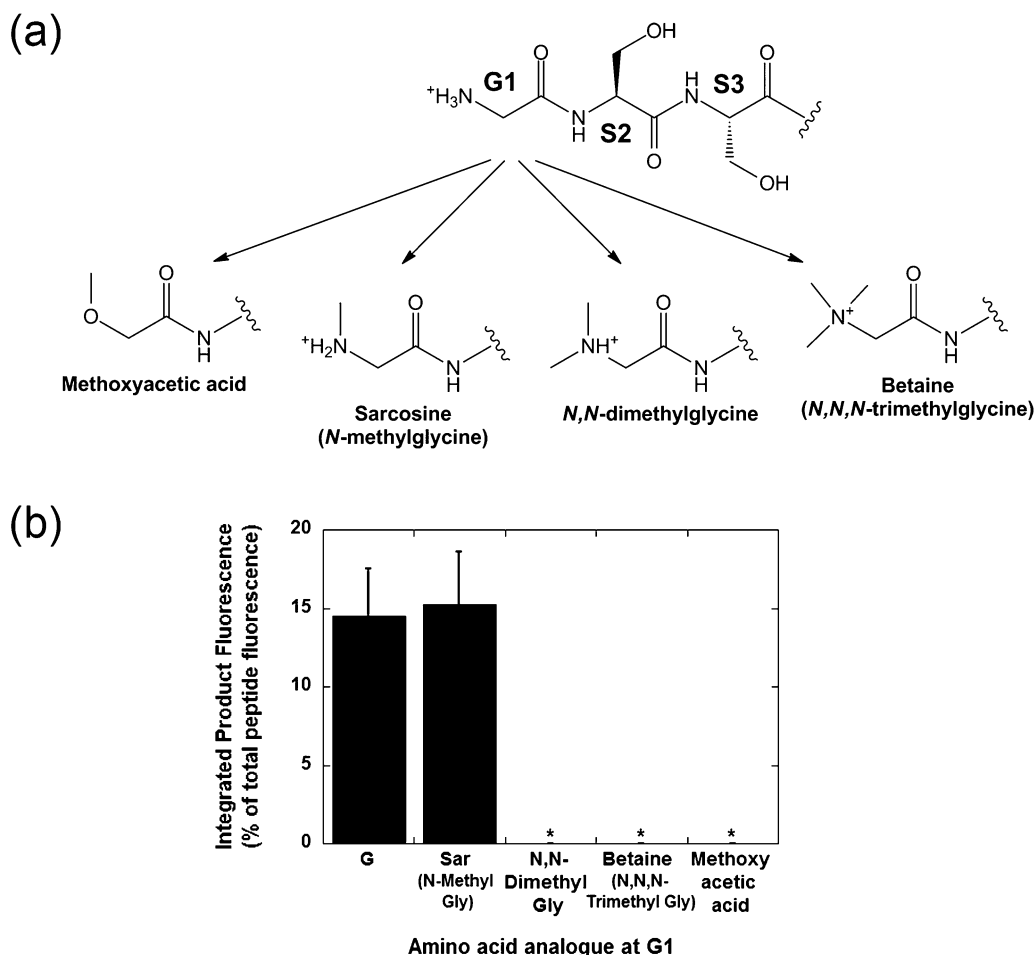 (a)
OH
O
H
S3
O
G1
+H3N
N
N
H
S2
O
OH
O
O
N
H
Methoxyacetic acid
O
+H2N
N
H
Sarcosine
(N-methylglycine)
O
NH+
N
H
N,N-dimethylglycine
O
N+
N
H
Betaine
(N,N,N-trimethylglycine)
(b)
Integrated Product Fluorescence
(% of total peptide fluorescence)
20
15
10
5
0
* * *
G
Sar
(N-Methyl
Gly)
N,N-
Dimethyl
Gly
Betaine
(N,N,N-
Trimethyl Gly)
Methoxy
acetic
acid
Amino acid analogue at G1